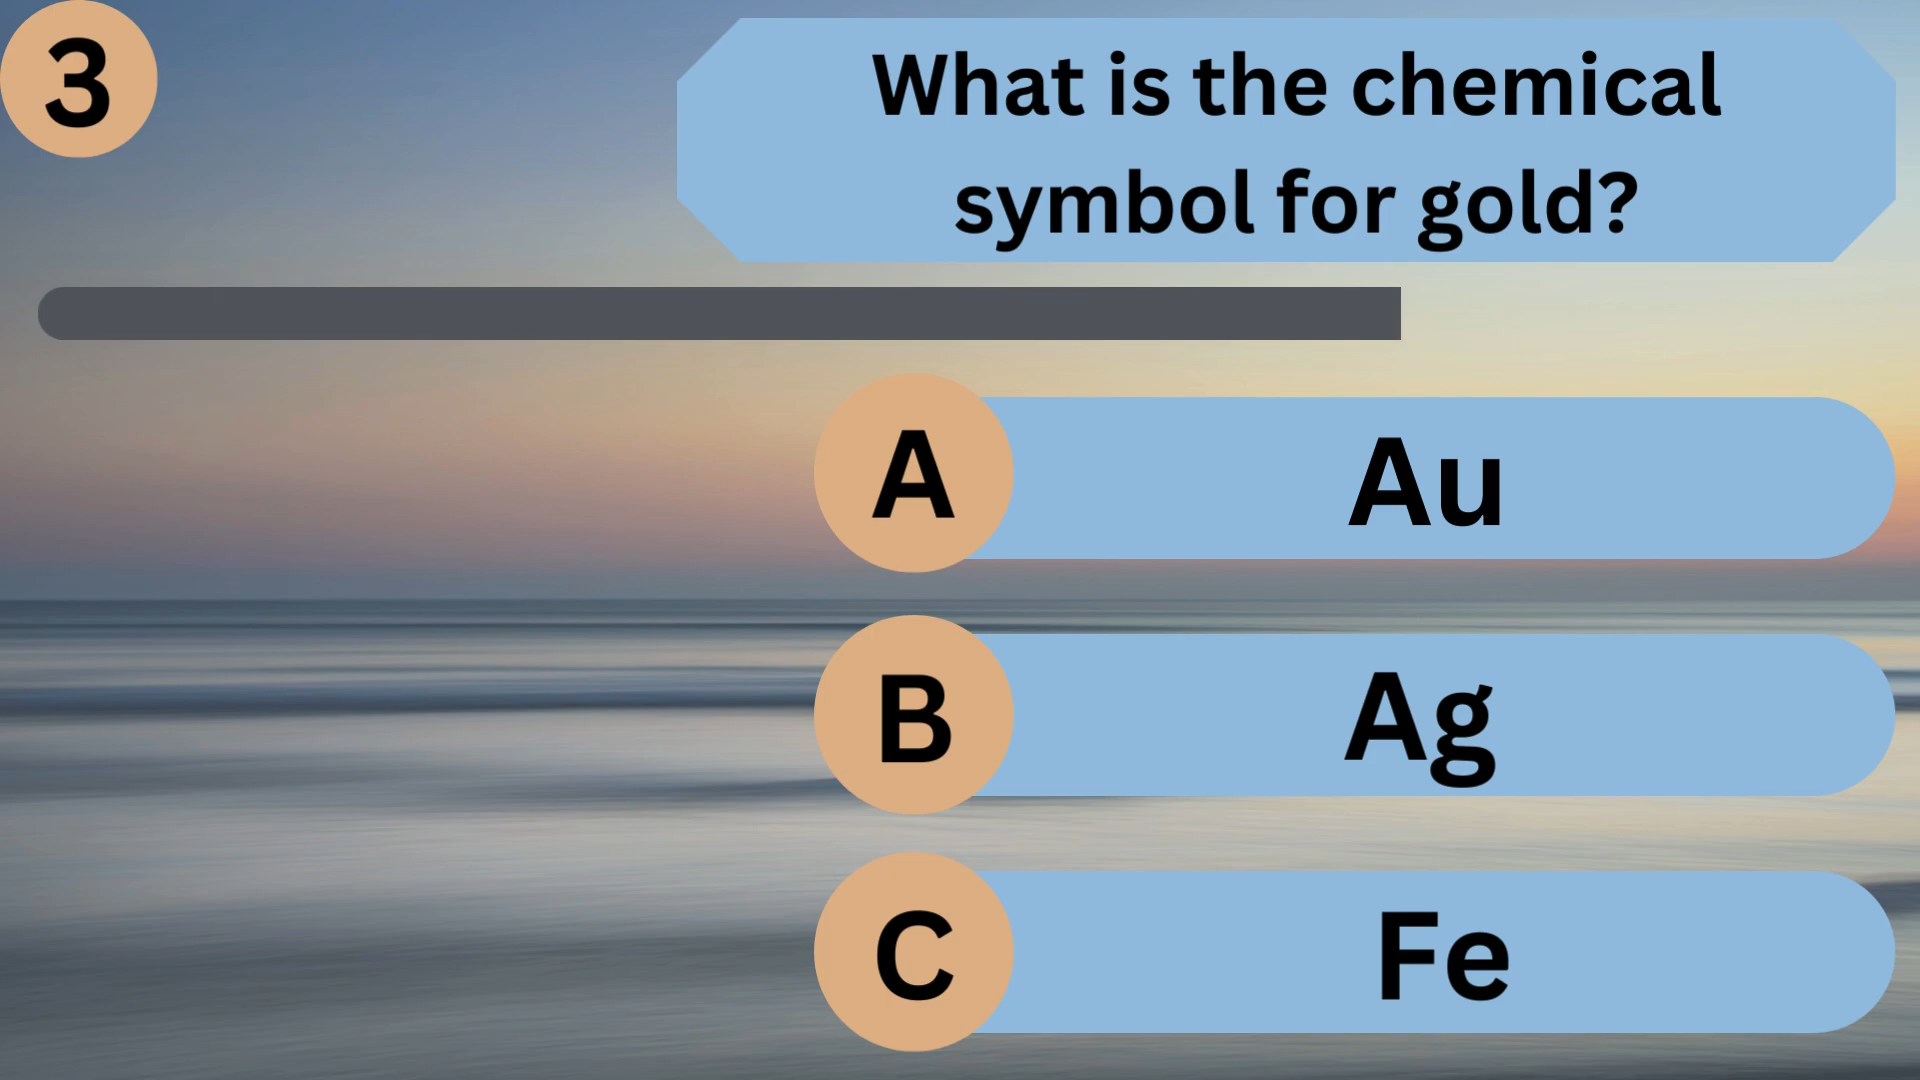 3
What is the chemical
symbol for gold?
A
Au
B
Ag
C
Fe